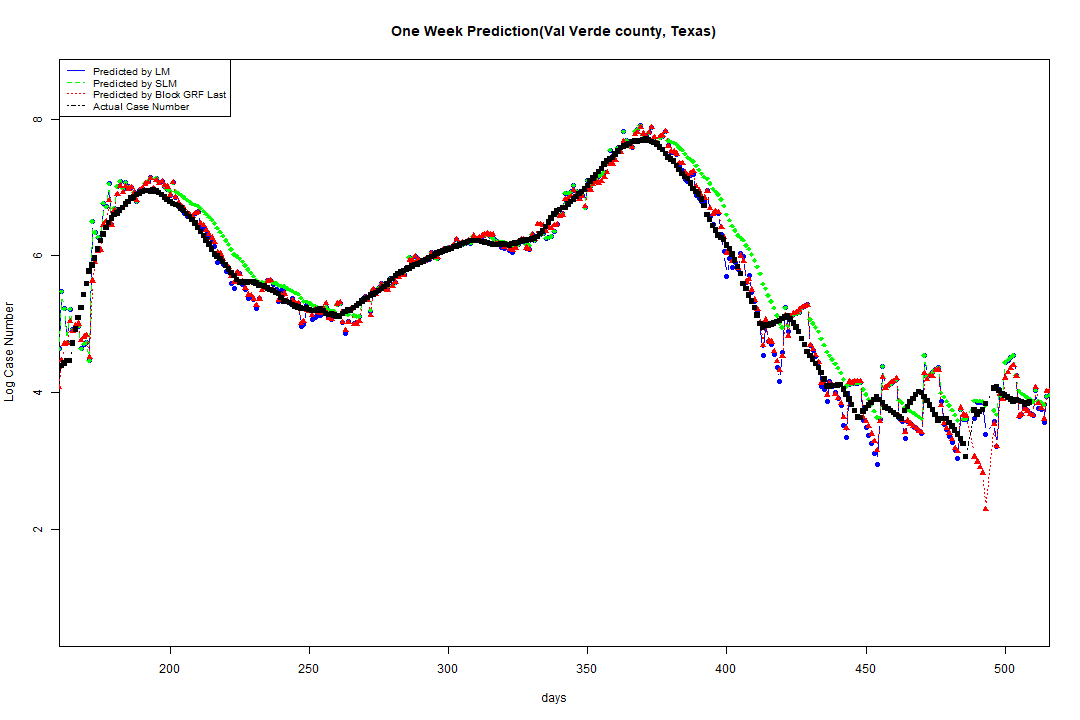 One Week Prediction(Val Verde county, Texas)
Predicted by LM
Predicted by SLM
Predicted by Block GRF Last
Actual Case Number
Log Case Number
8
6
4
2
200 250 300 350 400 450 500
days